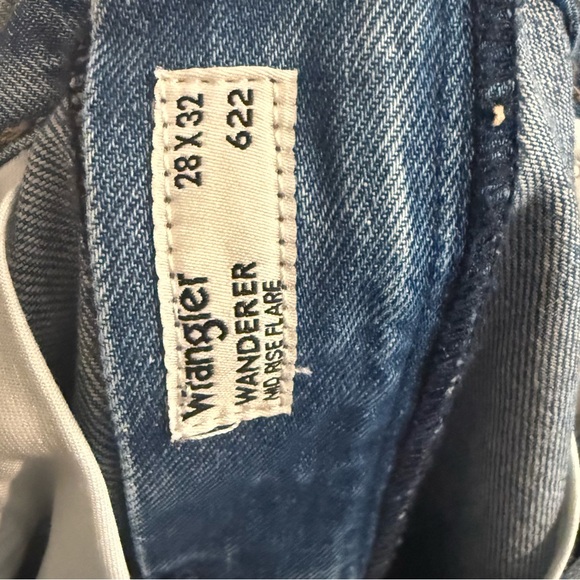 Wrangler 28 X 32
WANDERER 622
MID RISE FLARE